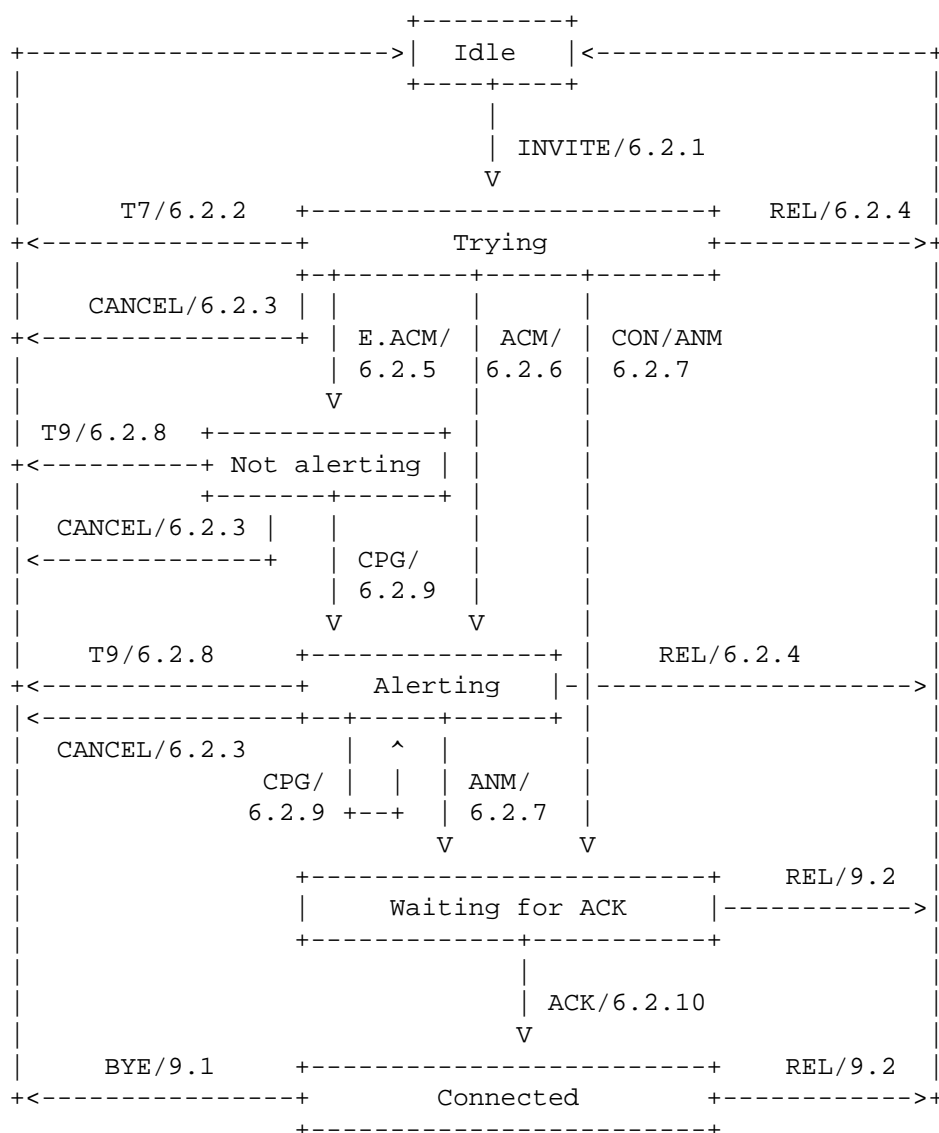 Idle
INVITE/6.2.1
T7/6.2.2 REL/6.2.4
Trying
CANCEL/6.2.3
E.ACM/ ACM/ CON/ANM
6.2.5 6.2.6 6.2.7
T9/6.2.8
Not alerting
CANCEL/6.2.3
CPG/
6.2.9
T9/6.2.8 REL/6.2.4
Alerting
CANCEL/6.2.3
CPG/ ANM/
6.2.9 6.2.7
REL/9.2
Waiting for ACK
ACK/6.2.10
BYE/9.1 REL/9.2
Connected